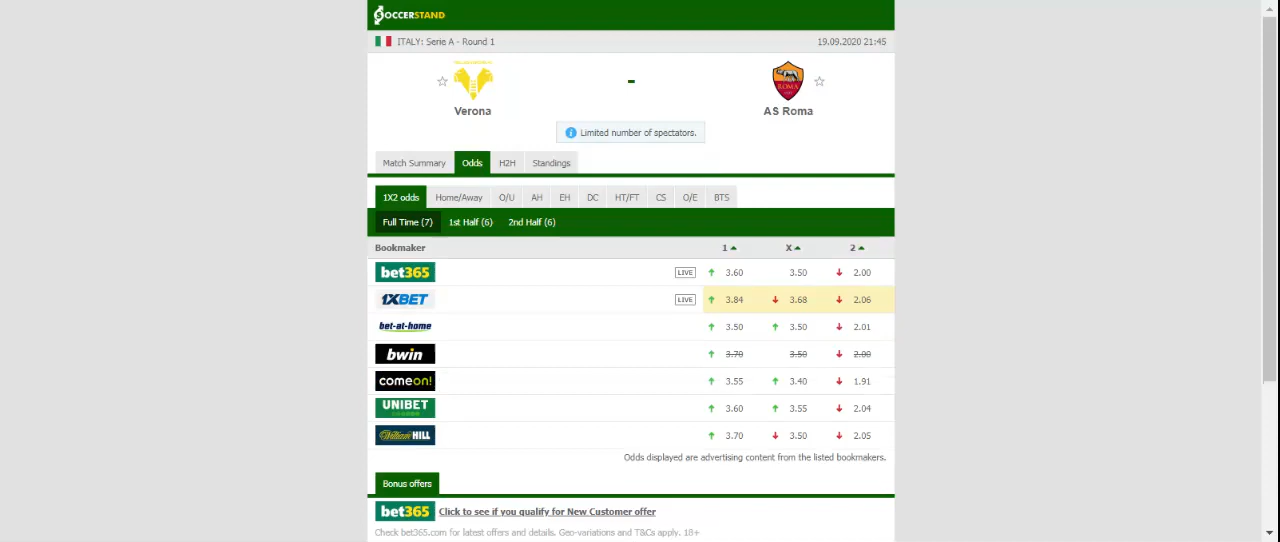 SOCCERSTAND
ITALY: Serie A - Round 1 19.09.2020 21:45
-
Verona AS Roma
ROMA
Limited number of spectators.
Match Summary Odds H2H Standings
1X2 odds Home/Away O/U AH EH DC HT/FT CS O/E BTS
Full Time (7) 1st Half (6) 2nd Half (6)
Bookmaker 1 X 2
bet365 LIVE 3.60 3.50 2.00
1XBET LIVE 3.84 3.68 2.06
bet-at-home 3.50 3.50 2.01
bwin 3.70 3.50 2.00
comeon! 3.55 3.40 1.91
UNIBET 3.60 3.55 2.04
William HILL 3.70 3.50 2.05
Odds displayed are advertising content from the listed bookmakers.
Bonus offers
bet365 Click to see if you qualify for New Customer offer
Check bet365.com for latest offers and details. Geo-variations and T&Cs apply. 18+